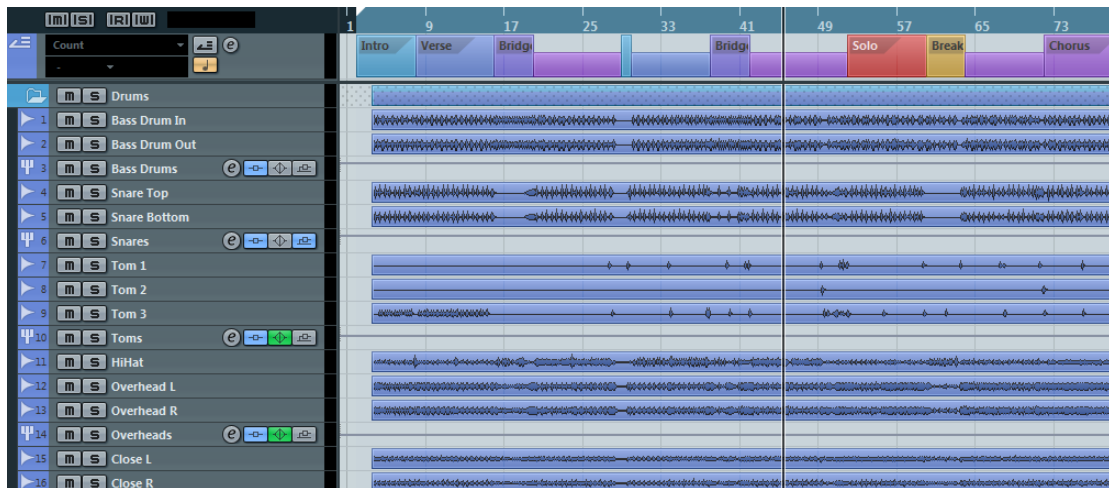 m S R W
1 9 17 25 33 41 49 57 65 73
Count e
Intro Verse Bridge Bridge Solo Break Chorus
-
m S Drums
1 m S Bass Drum In
2 m S Bass Drum Out
3 m S Bass Drums e
4 m S Snare Top
5 m S Snare Bottom
6 m S Snares e
7 m S Tom 1
8 m S Tom 2
9 m S Tom 3
10 m S Toms e
11 m S HiHat
12 m S Overhead L
13 m S Overhead R
14 m S Overheads e
15 m S Close L
16 m S Close R